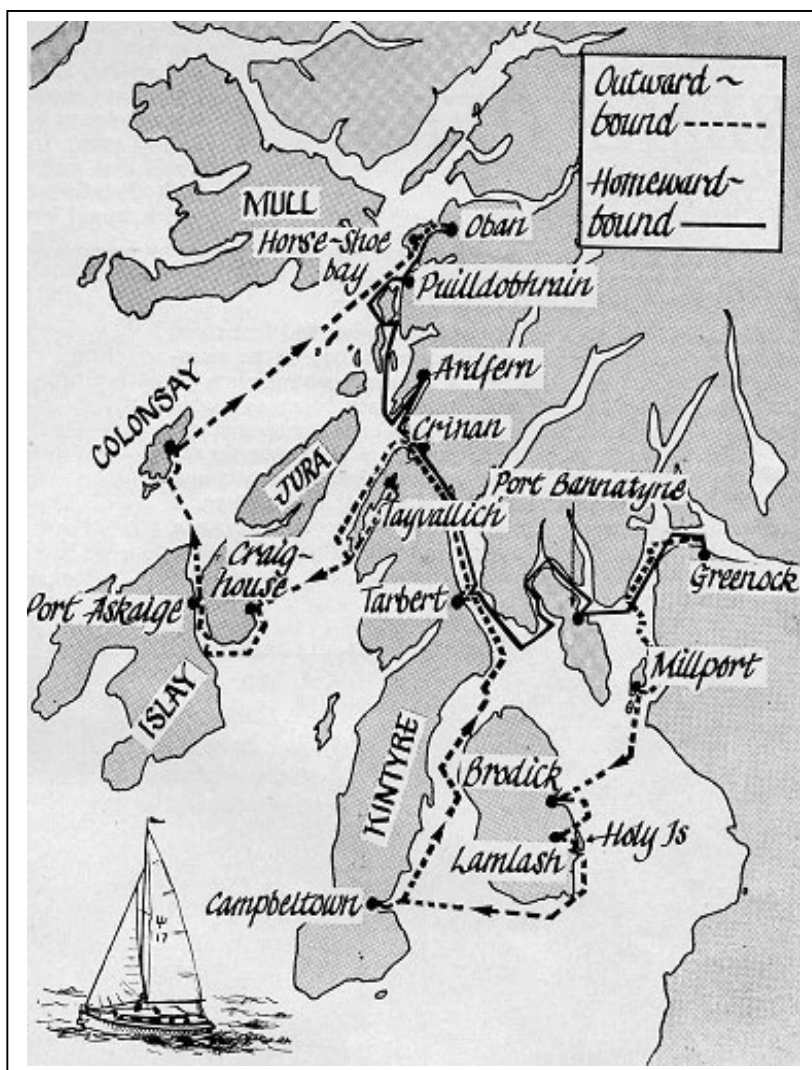 Outward ~
bound
Homeward~
bound
MULL
Horse-Shoe
bay
Oban
Puilldobhrain
Ardfern
COLONSAY
Crinan
JURA
Port Bannatyne
Tayvallich
Craig-
house
Greenock
Port Askaige
Tarbert
Millport
ISLAY
KINTYRE
Brodick
Holy Is
Lamlash
Campbeltown
Ψ
17